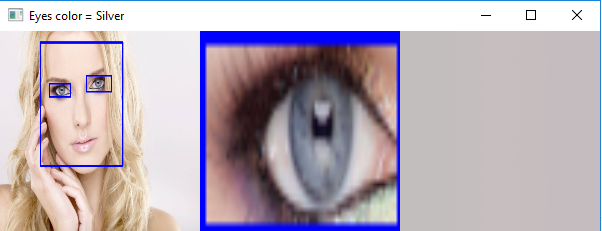 Eyes color = Silver